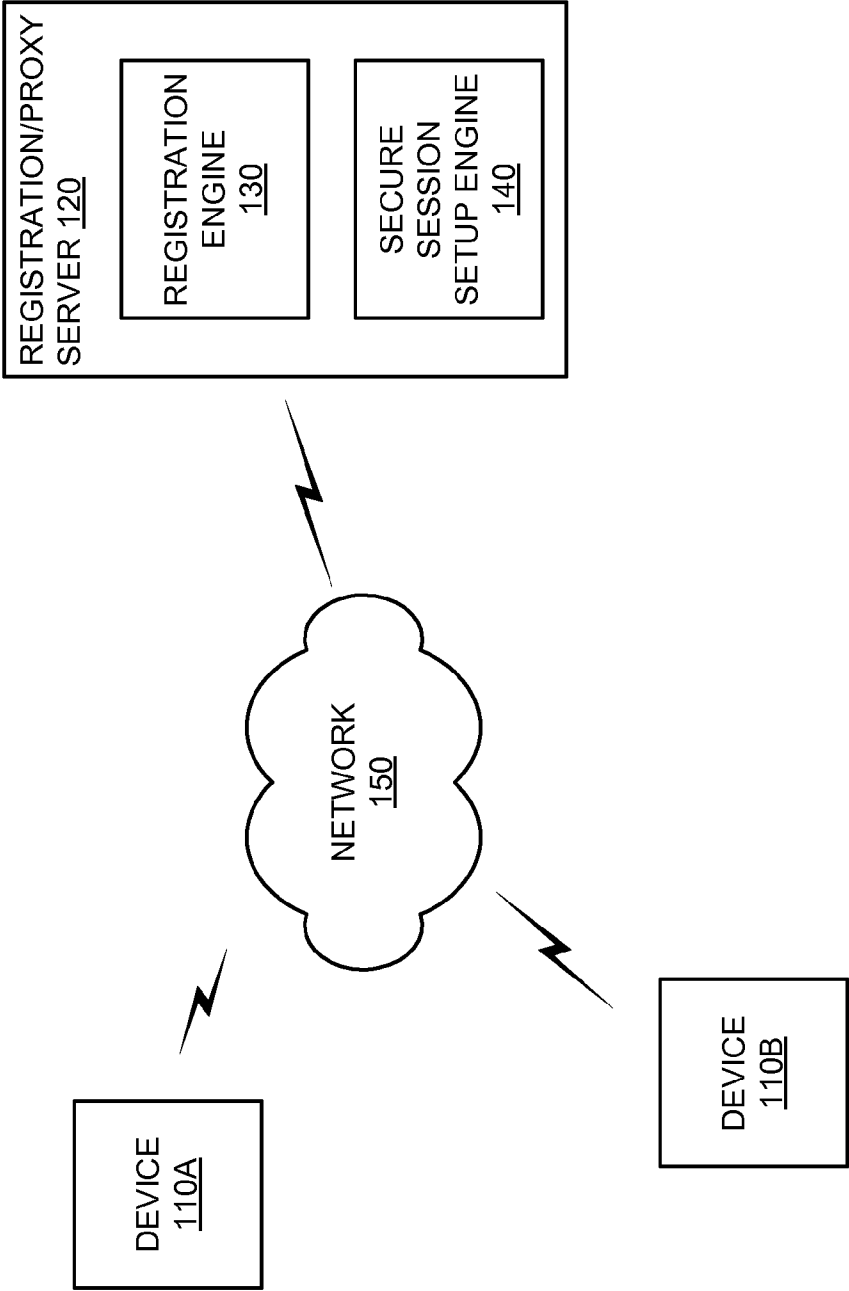 REGISTRATION/PROXY
SERVER 120
REGISTRATION
ENGINE
130
SECURE
SESSION
SETUP ENGINE
140
NETWORK
150
DEVICE
110A
DEVICE
110B